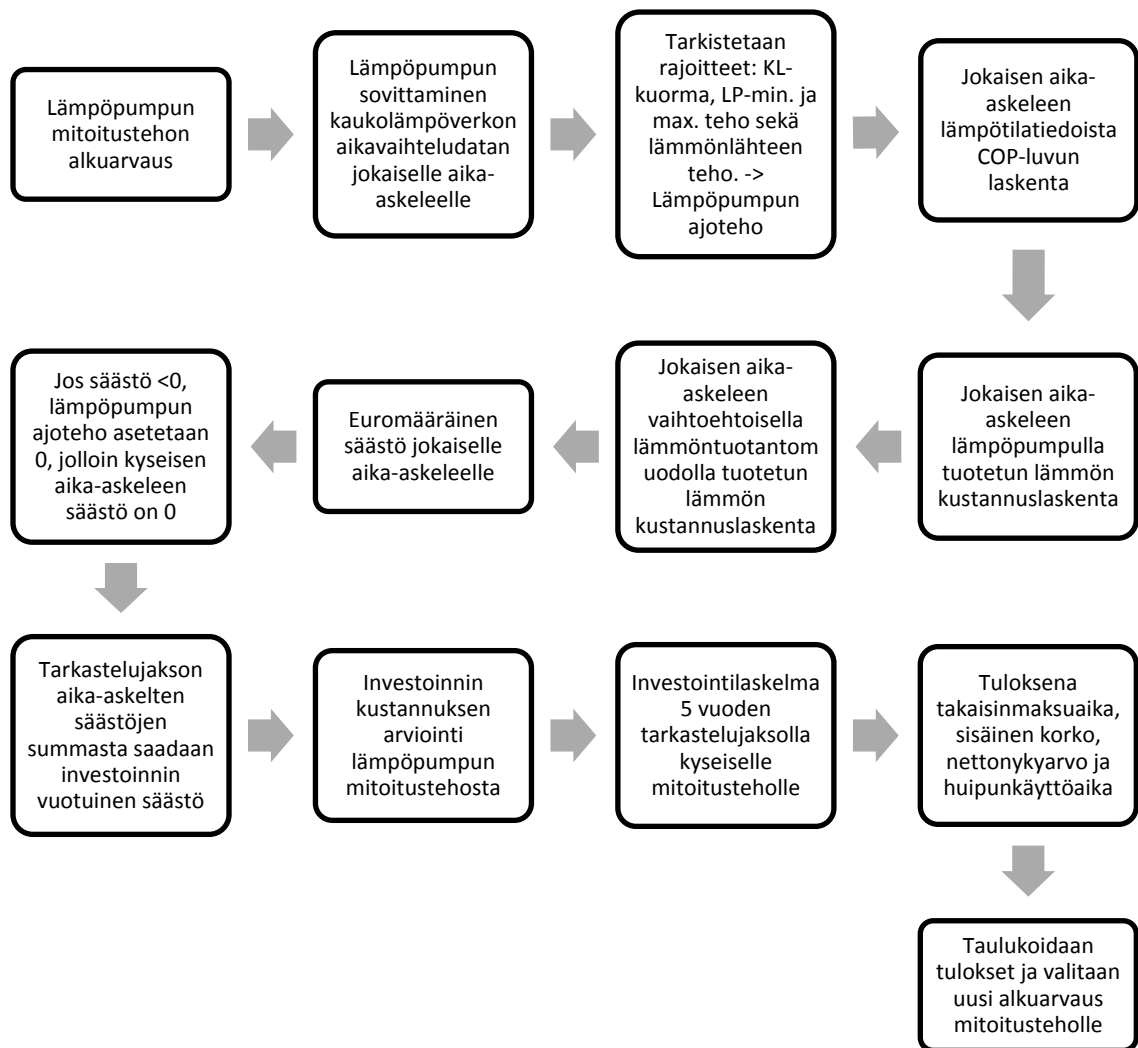 Lämpöpumpun
mitoitustehon
alkuarvaus
Lämpöpumpun
sovittaminen
kaukolämpöverkon
aikavaihteludatan
jokaiselle aika-
askeleelle
Tarkistetaan
rajoitteet: KL-
kuorma, LP-min. ja
max. teho sekä
lämmönlähteen
teho. ->
Lämpöpumpun
ajoteho
Jokaisen aika-
askeleen
lämpötilatiedoista
COP-luvun
laskenta
Jokaisen aika-
askeleen
lämpöpumpulla
tuotetun lämmön
kustannuslaskenta
Jokaisen aika-
askeleen
vaihtoehtoisella
lämmöntuotantom
uodolla tuotetun
lämmön
kustannuslaskenta
Euromääräinen
säästö jokaiselle
aika-askeleelle
Jos säästö <0,
lämpöpumpun
ajoteho asetetaan
0, jolloin kyseisen
aika-askeleen
säästö on 0
Tarkastelujakson
aika-askelten
säästöjen
summasta saadaan
investoinnin
vuotuinen säästö
Investoinnin
kustannuksen
arviointi
lämpöpumpun
mitoitustehosta
Investointilaskelma
5 vuoden
tarkastelujaksolla
kyseiselle
mitoitusteholle
Tuloksena
takaisinmaksuaika,
sisäinen korko,
nettonykyarvo ja
huipunkäyttöaika
Taulukoidaan
tulokset ja valitaan
uusi alkuarvaus
mitoitusteholle